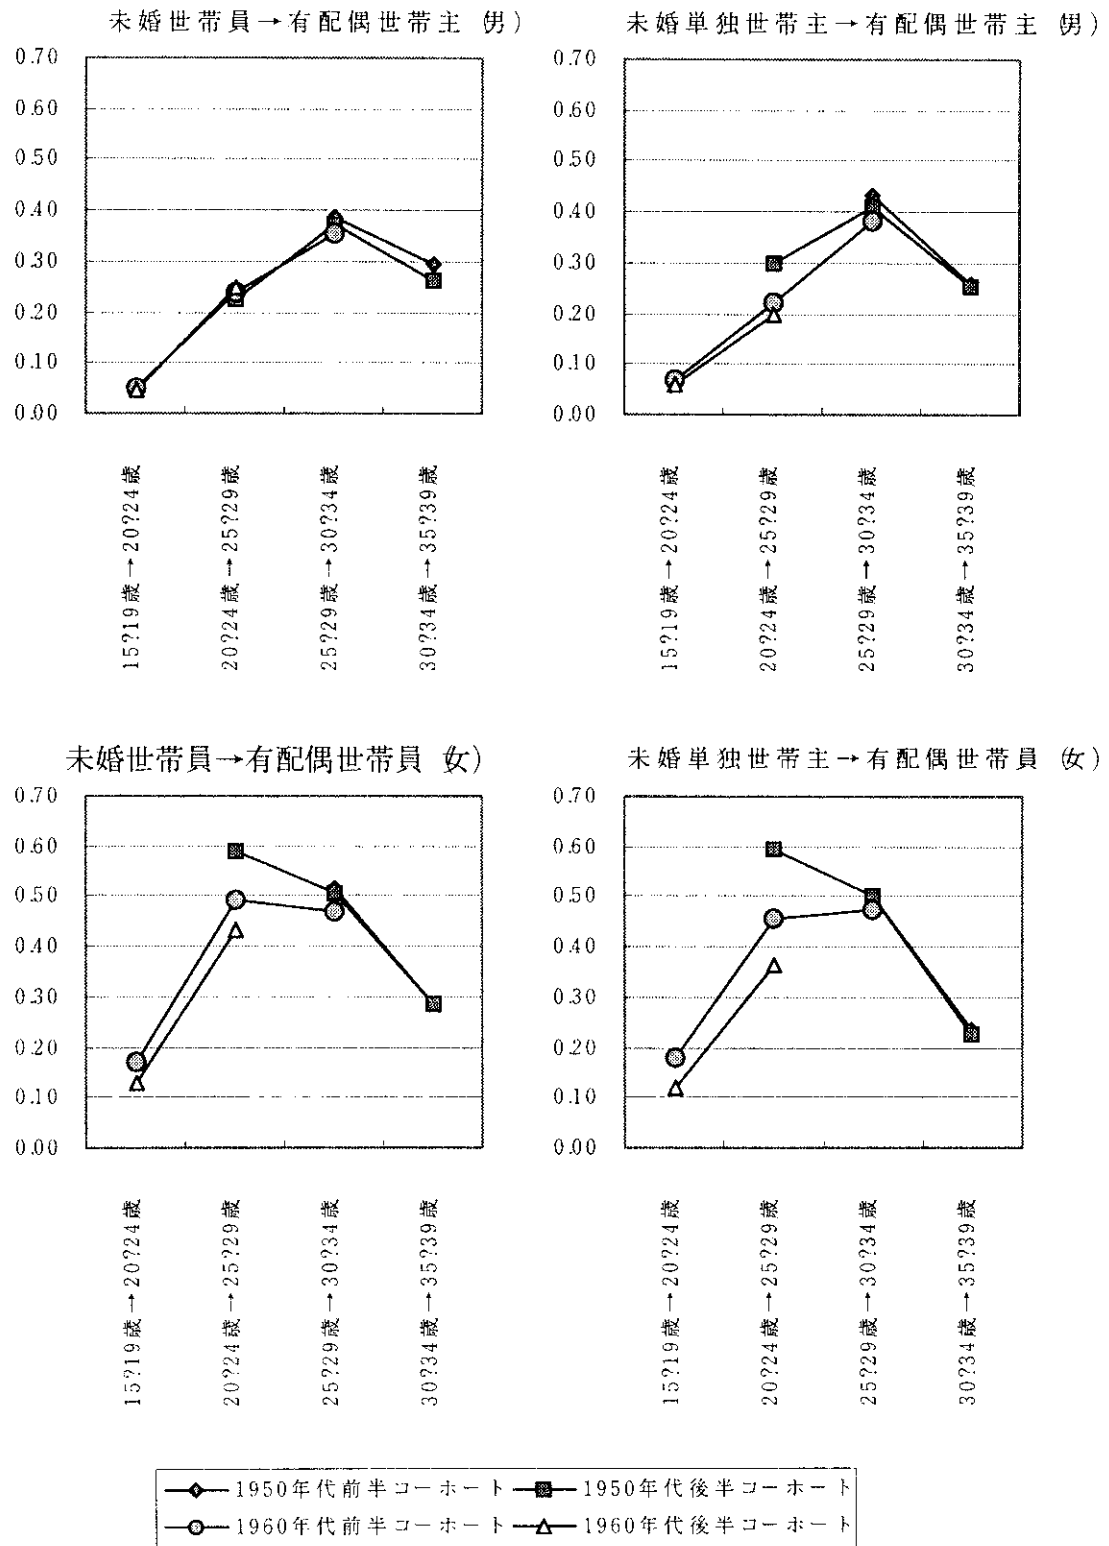 未婚世帯員→有配偶世帯主 (男)
0.70
0.60
0.50
0.40
0.30
0.20
0.10
0.00
15?19歳→20?24歳
20?24歳→25?29歳
25?29歳→30?34歳
30?34歳→35?39歳
未婚単独世帯主→有配偶世帯主 (男)
0.70
0.60
0.50
0.40
0.30
0.20
0.10
0.00
15?19歳→20?24歳
20?24歳→25?29歳
25?29歳→30?34歳
30?34歳→35?39歳
未婚世帯員→有配偶世帯員 (女)
0.70
0.60
0.50
0.40
0.30
0.20
0.10
0.00
15?19歳→20?24歳
20?24歳→25?29歳
25?29歳→30?34歳
30?34歳→35?39歳
未婚単独世帯主→有配偶世帯員 (女)
0.70
0.60
0.50
0.40
0.30
0.20
0.10
0.00
15?19歳→20?24歳
20?24歳→25?29歳
25?29歳→30?34歳
30?34歳→35?39歳
1950年代前半コーホート 1950年代後半コーホート
1960年代前半コーホート 1960年代後半コーホート